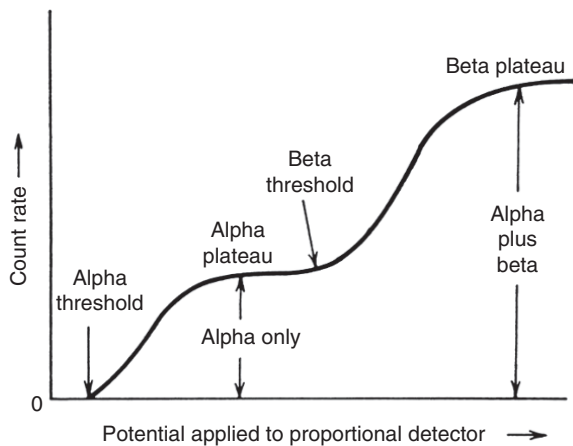 Beta plateau
Beta
threshold
Alpha
plateau
Alpha
threshold
Alpha only
Alpha
plus
beta
Count rate
0
Potential applied to proportional detector